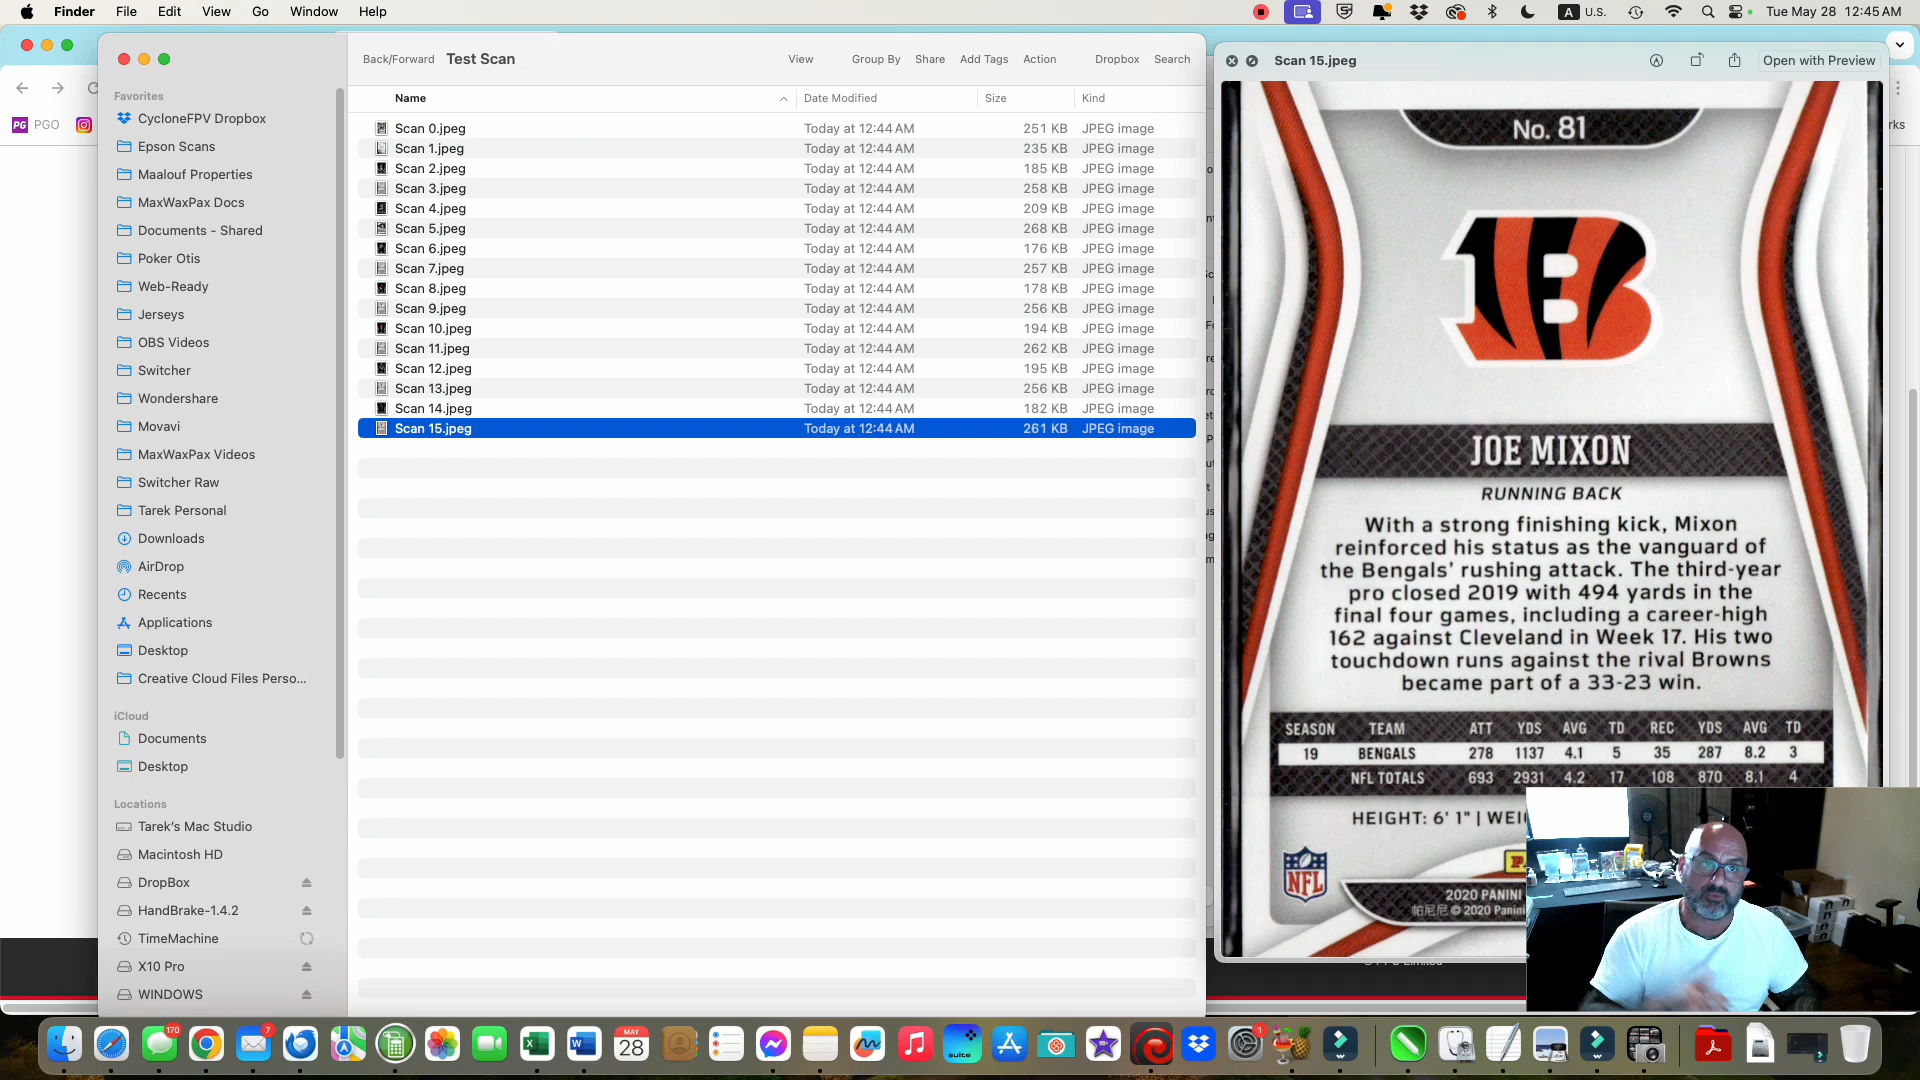 Finder File Edit View Go Window Help
A U.S. Tue May 28 12:45 AM
PG PGO
Favorites
CycloneFPV Dropbox
Epson Scans
Maalouf Properties
MaxWaxPax Docs
Documents - Shared
Poker Otis
Web-Ready
Jerseys
OBS Videos
Switcher
Wondershare
Movavi
MaxWaxPax Videos
Switcher Raw
Tarek Personal
Downloads
AirDrop
Recents
Applications
Desktop
Creative Cloud Files Perso...
iCloud
Documents
Desktop
Locations
Tarek's Mac Studio
Macintosh HD
DropBox
HandBrake-1.4.2
TimeMachine
X10 Pro
WINDOWS
Back/Forward Test Scan View Group By Share Add Tags Action Dropbox Search
Name Date Modified Size Kind
Scan 0.jpeg Today at 12:44 AM 251 KB JPEG image
Scan 1.jpeg Today at 12:44 AM 235 KB JPEG image
Scan 2.jpeg Today at 12:44 AM 185 KB JPEG image
Scan 3.jpeg Today at 12:44 AM 258 KB JPEG image
Scan 4.jpeg Today at 12:44 AM 209 KB JPEG image
Scan 5.jpeg Today at 12:44 AM 268 KB JPEG image
Scan 6.jpeg Today at 12:44 AM 176 KB JPEG image
Scan 7.jpeg Today at 12:44 AM 257 KB JPEG image
Scan 8.jpeg Today at 12:44 AM 178 KB JPEG image
Scan 9.jpeg Today at 12:44 AM 256 KB JPEG image
Scan 10.jpeg Today at 12:44 AM 194 KB JPEG image
Scan 11.jpeg Today at 12:44 AM 262 KB JPEG image
Scan 12.jpeg Today at 12:44 AM 195 KB JPEG image
Scan 13.jpeg Today at 12:44 AM 256 KB JPEG image
Scan 14.jpeg Today at 12:44 AM 182 KB JPEG image
Scan 15.jpeg Today at 12:44 AM 261 KB JPEG image
Scan 15.jpeg Open with Preview
No. 81
B
JOE MIXON
RUNNING BACK
With a strong finishing kick, Mixon
reinforced his status as the vanguard of
the Bengals' rushing attack. The third-year
pro closed 2019 with 494 yards in the
final four games, including a career-high
162 against Cleveland in Week 17. His two
touchdown runs against the rival Browns
became part of a 33-23 win.
SEASON TEAM ATT YDS AVG TD REC YDS AVG TD
19 BENGALS 278 1137 4.1 5 35 287 8.2 3
NFL TOTALS 693 2931 4.2 17 108 870 8.1 4
HEIGHT: 6' 1" |
NFL
2020 PANINI
帕尼尼 © 2020 Panini
170 7 MAY 28 suite 1